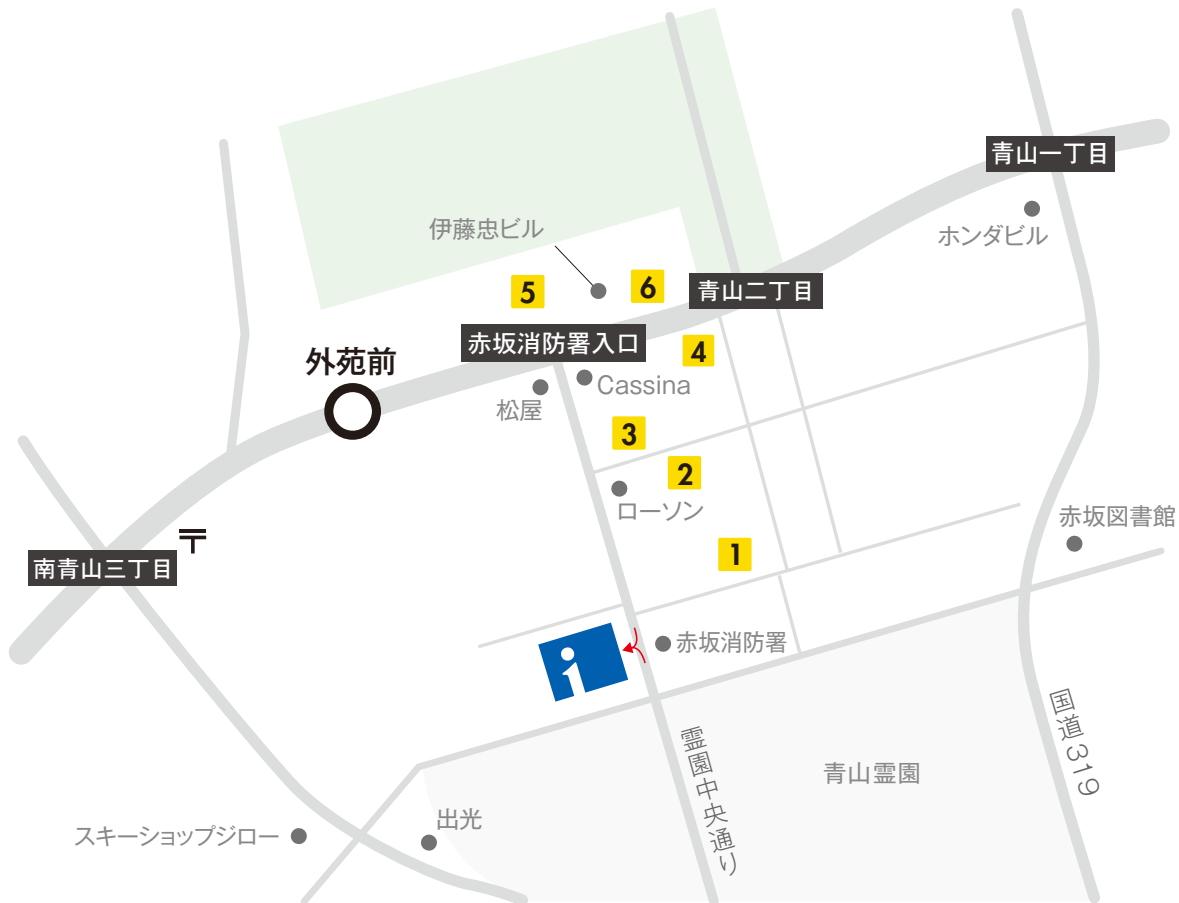 青山一丁目
ホンダビル
伊藤忠ビル
5
6
青山二丁目
赤坂消防署入口
4
外苑前
Cassina
松屋
3
2
ローソン
赤坂図書館
〒
1
南青山三丁目
i
赤坂消防署
国道319
霊園中央通り
青山霊園
出光
スキーショップジロー